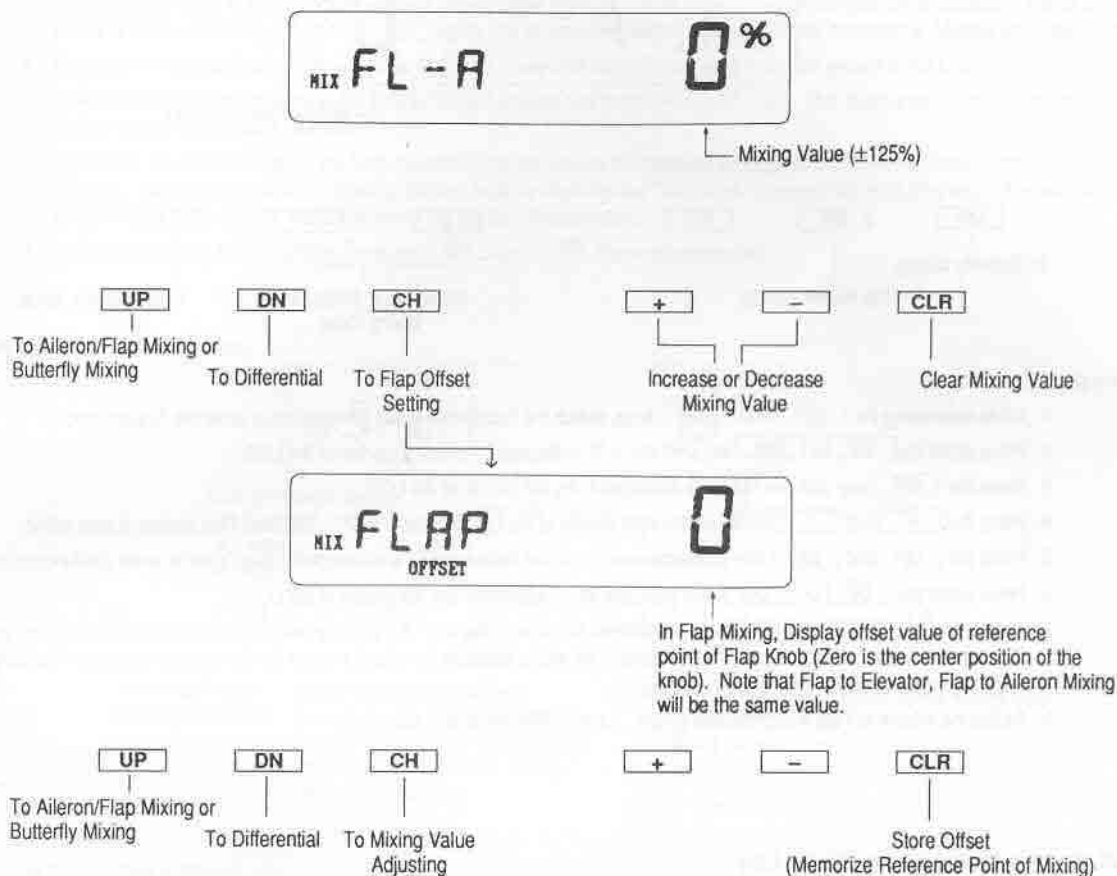 MIX FL-A 0%
Mixing Value (±125%)
UP DN CH + − CLR
To Aileron/Flap Mixing or
Butterfly Mixing
To Differential
To Flap Offset
Setting
Increase or Decrease
Mixing Value
Clear Mixing Value
MIX FLAP 0
OFFSET
In Flap Mixing, Display offset value of reference
point of Flap Knob (Zero is the center position of the
knob). Note that Flap to Elevator, Flap to Aileron Mixing
will be the same value.
UP DN CH + − CLR
To Aileron/Flap Mixing or
Butterfly Mixing
To Differential
To Mixing Value
Adjusting
Store Offset
(Memorize Reference Point of Mixing)